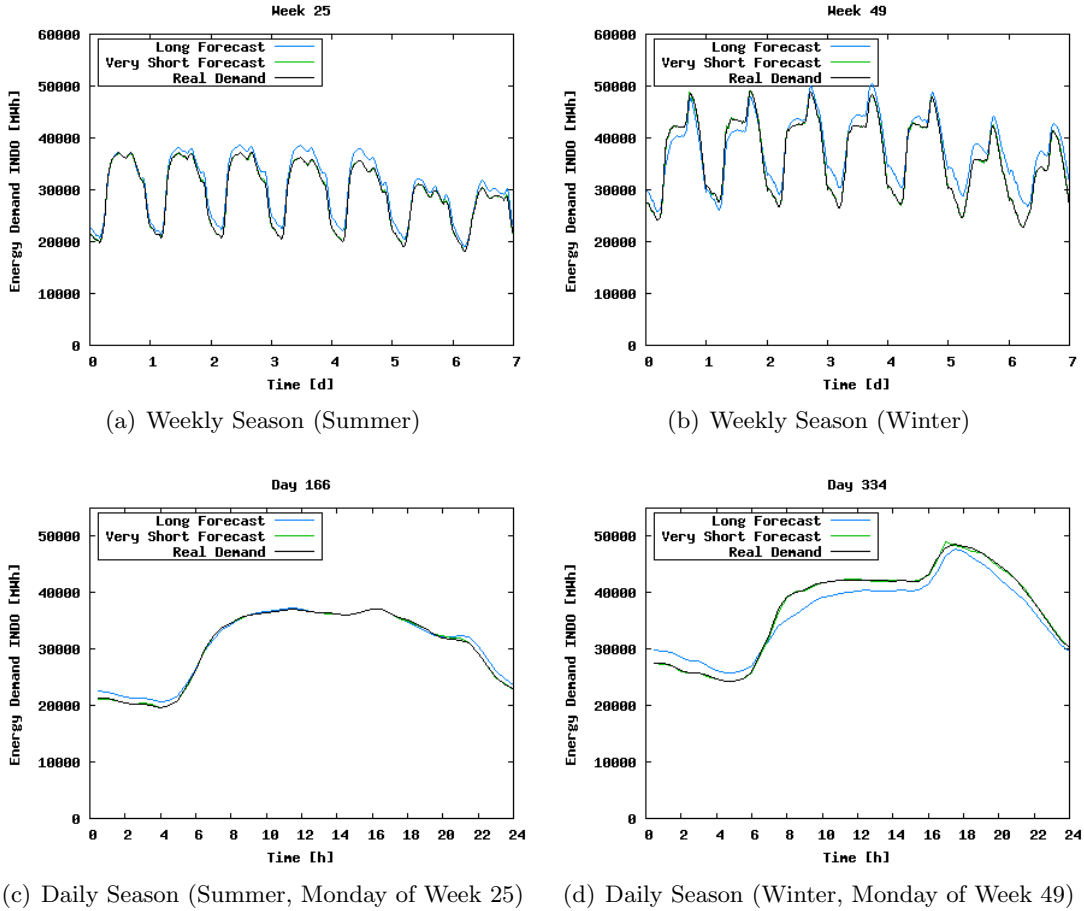 Week 25
Long Forecast
Very Short Forecast
Real Demand
Energy Demand INDO [MWh]
60000
50000
40000
30000
20000
10000
0
0 1 2 3 4 5 6 7
Time [d]
(a) Weekly Season (Summer)
Week 49
Long Forecast
Very Short Forecast
Real Demand
Energy Demand INDO [MWh]
60000
50000
40000
30000
20000
10000
0
0 1 2 3 4 5 6 7
Time [d]
(b) Weekly Season (Winter)
Day 166
Long Forecast
Very Short Forecast
Real Demand
Energy Demand INDO [MWh]
50000
40000
30000
20000
10000
0
0 2 4 6 8 10 12 14 16 18 20 22 24
Time [h]
(c) Daily Season (Summer, Monday of Week 25)
Day 334
Long Forecast
Very Short Forecast
Real Demand
Energy Demand INDO [MWh]
50000
40000
30000
20000
10000
0
0 2 4 6 8 10 12 14 16 18 20 22 24
Time [h]
(d) Daily Season (Winter, Monday of Week 49)